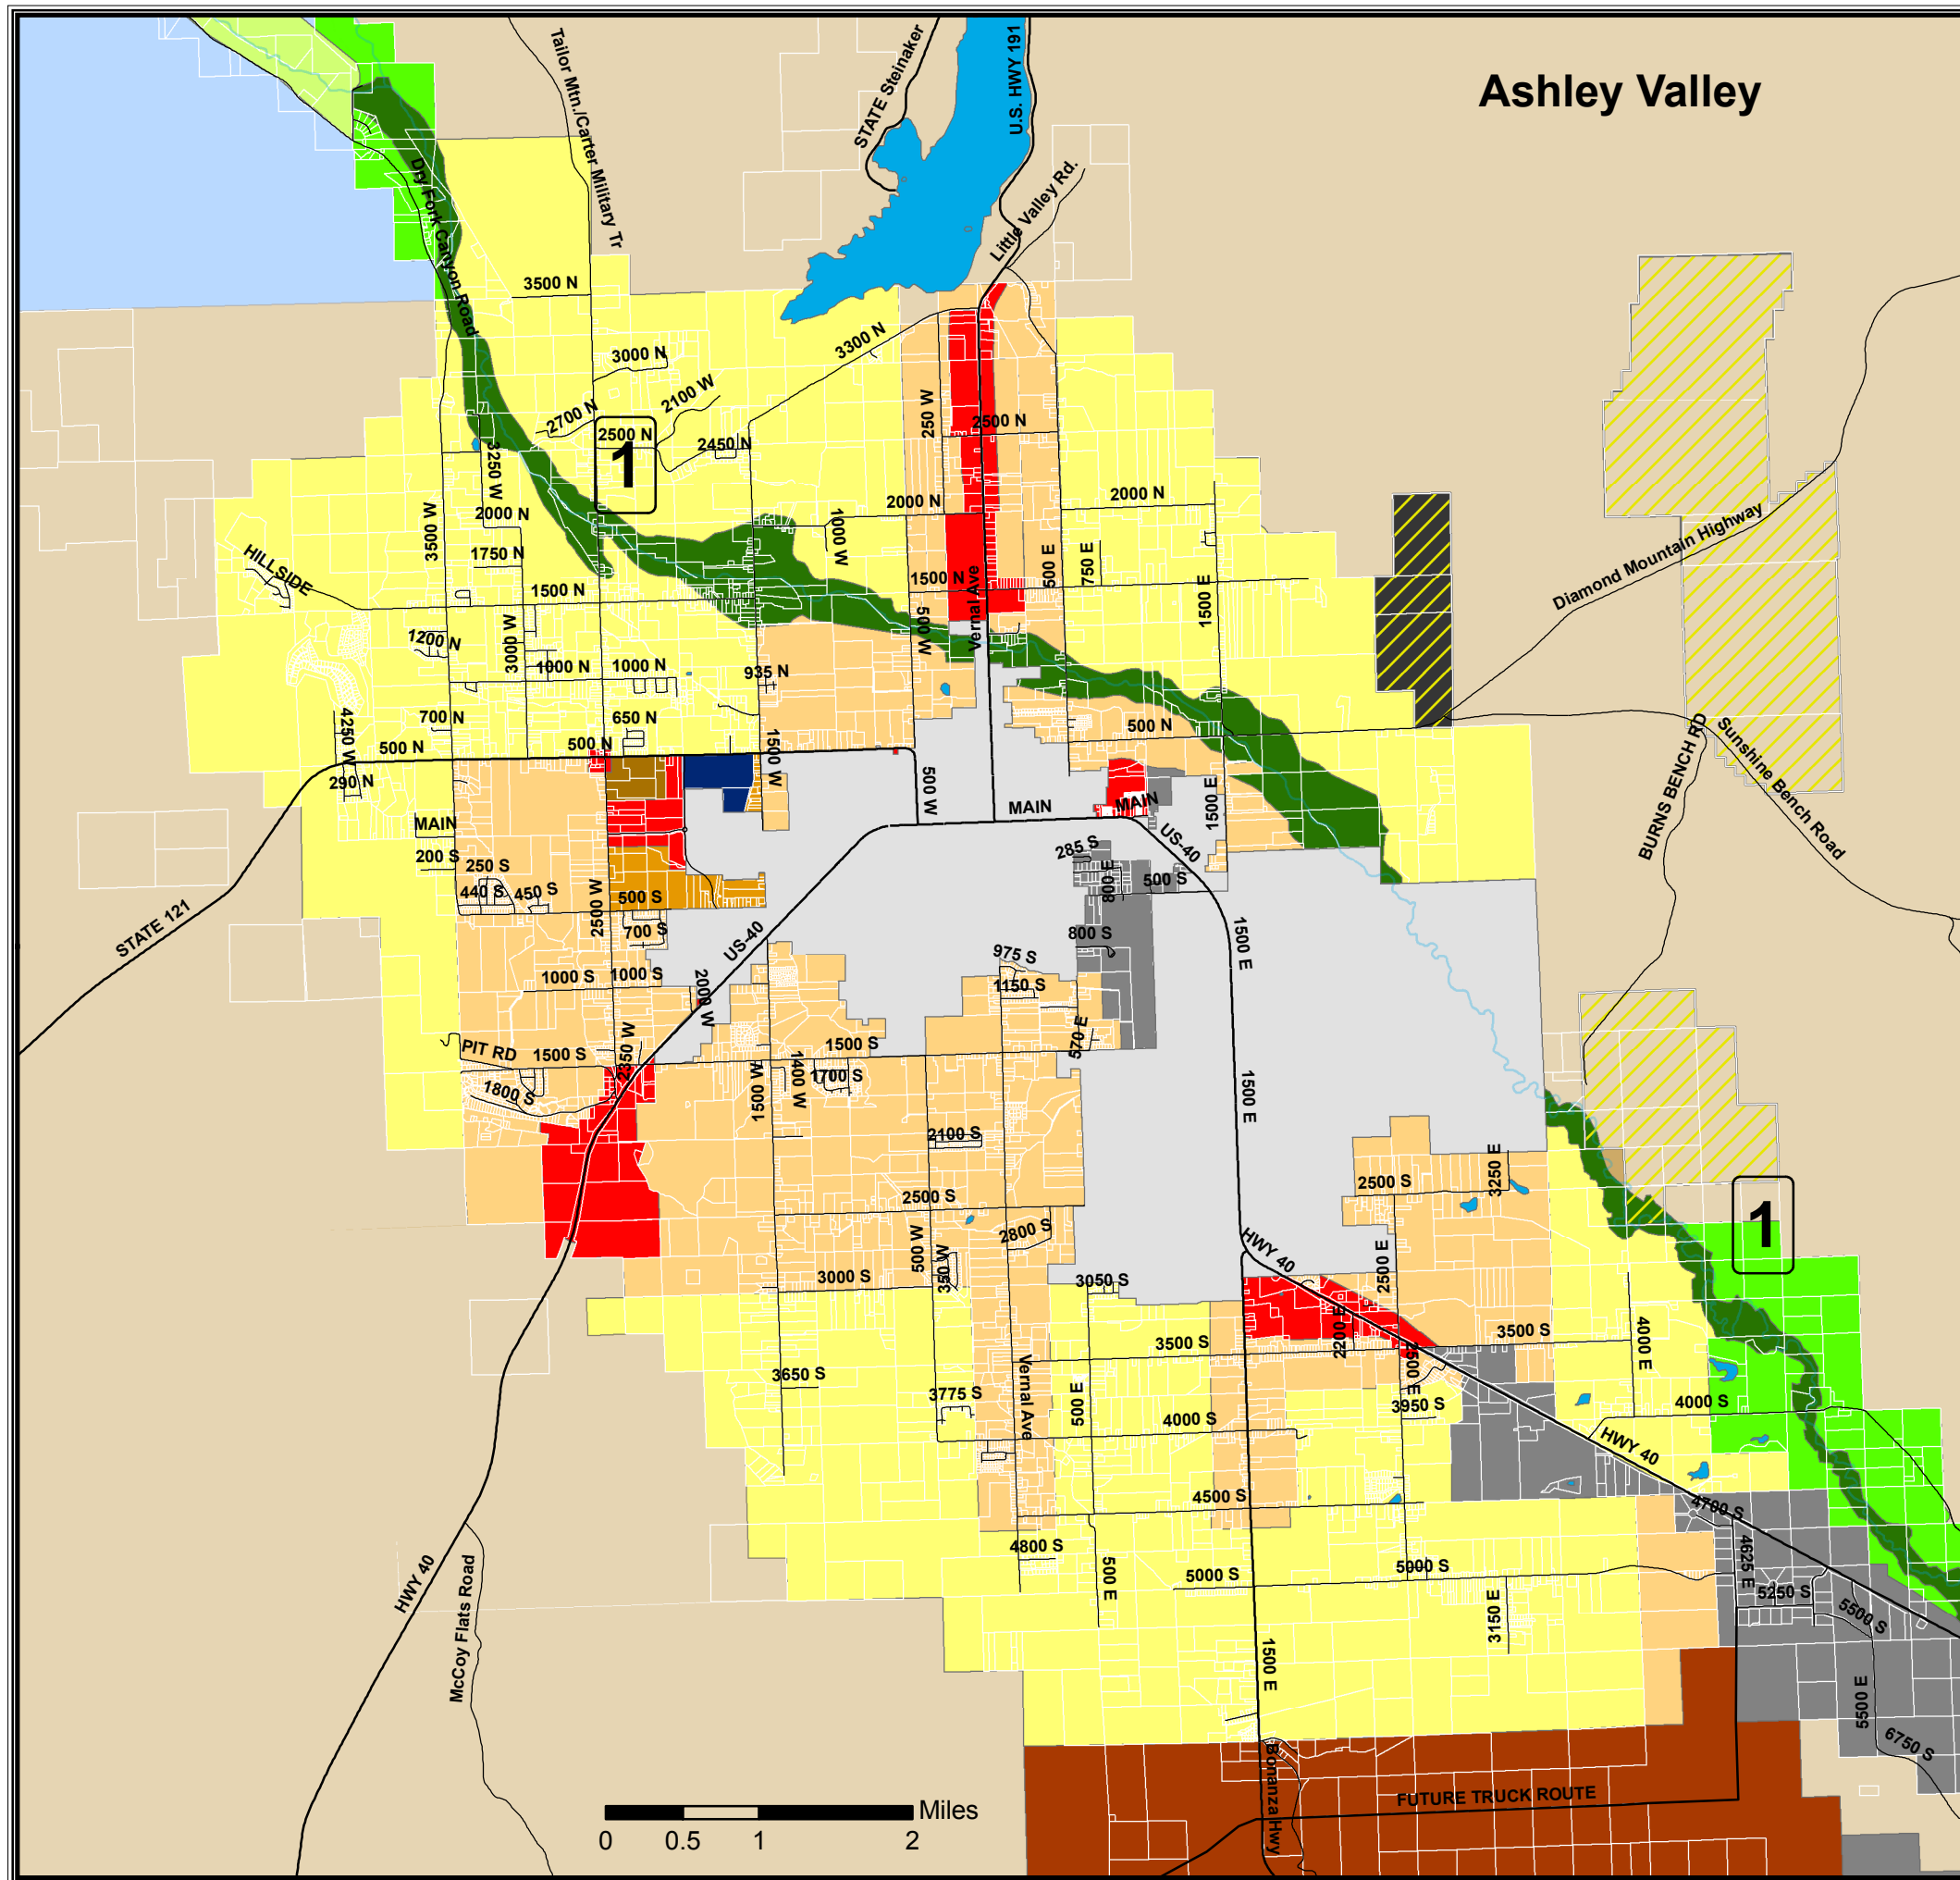 Ashley Valley
Tailor Mtn./Carter Military Tr
STATE Steinaker
U.S. HWY 191
Little Valley Rd.
Dry Fork Canyon Road
3500 N
3300 N
3000 N
2100 W
2700 N
2500 N
1
2450 N
250 W
2500 N
3250 W
3500 W
2000 N
2000 N
1000 W
2000 N
1750 N
HILLSIDE
1500 N
1500 N
Vernal Ave
500 E
750 E
1500 E
Diamond Mountain Highway
1200 N
3000 W
1000 N
1000 N
935 N
500 W
4250 W
700 N
650 N
500 N
500 N
500 N
1500 W
290 N
BURNS BENCH RD
Sunshine Bench Road
MAIN
500 W
MAIN
MAIN
1500 E
US-40
200 S
250 S
285 S
440 S
450 S
2500 W
500 S
800 E
500 S
STATE 121
700 S
US-40
800 S
1500 E
1000 S
1000 S
2000 W
975 S
1150 S
PIT RD
1500 S
2350 W
1500 S
570 E
1800 S
1500 W
1400 W
1700 S
1500 E
2100 S
2500 S
2500 S
3250 E
1
500 W
350 W
2800 S
HWY 40
2500 E
3000 S
3050 S
3500 S
2200 E
3500 S
4000 E
3650 S
3775 S
Vernal Ave
500 E
4000 S
2500 E
3950 S
4000 S
HWY 40
4500 S
4700 S
4800 S
500 E
5000 S
5000 S
4625 E
5250 S
5500 S
HWY 40
McCoy Flats Road
3150 E
1500 E
5500 E
6750 S
Bonanza Hwy
FUTURE TRUCK ROUTE
Miles
0 0.5 1 2